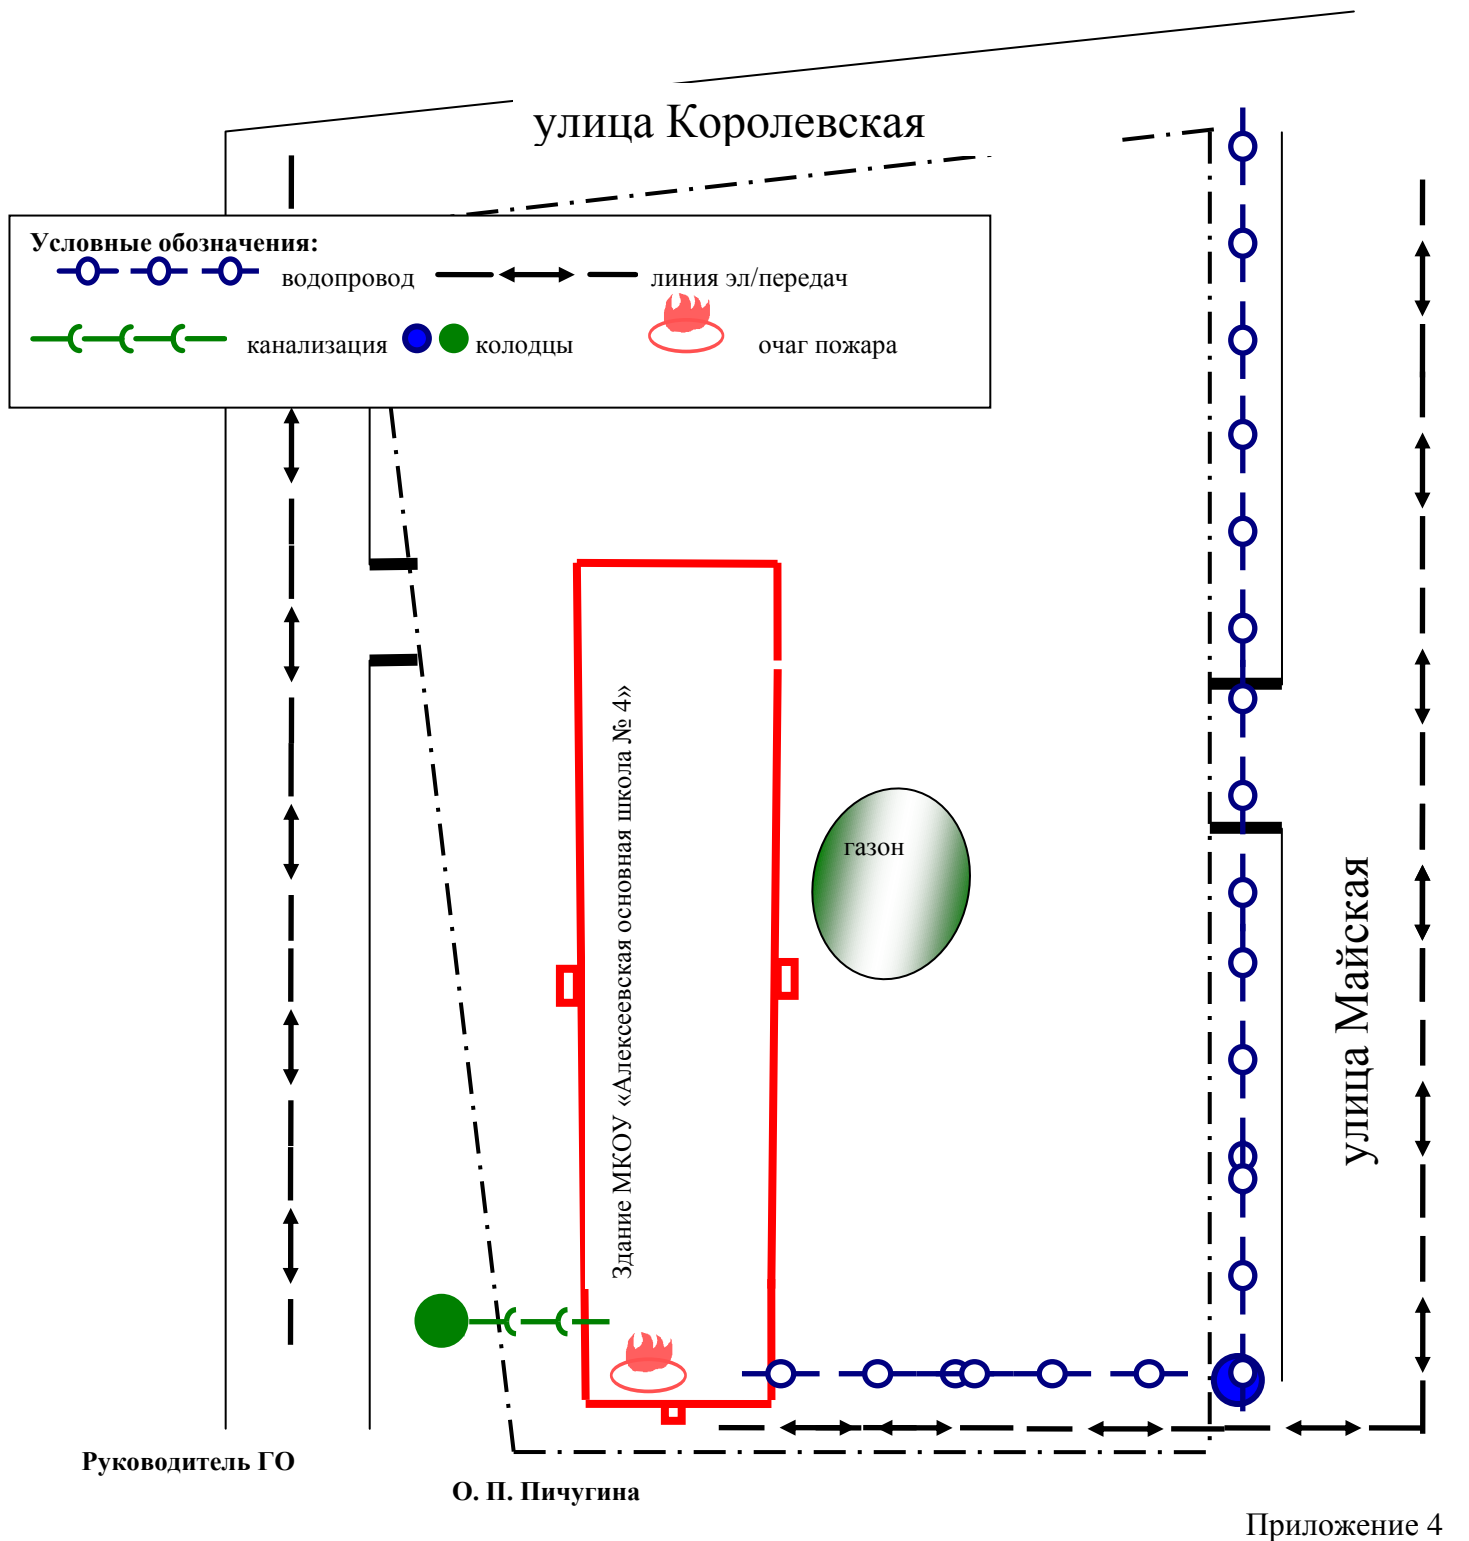 улица Королевская
Условные обозначения:
водопровод
линия эл/передач
канализация
колодцы
очаг пожара
Здание МКОУ «Алексеевская основная школа № 4»
газон
улица Майская
Руководитель ГО
О. П. Пичугина
Приложение 4